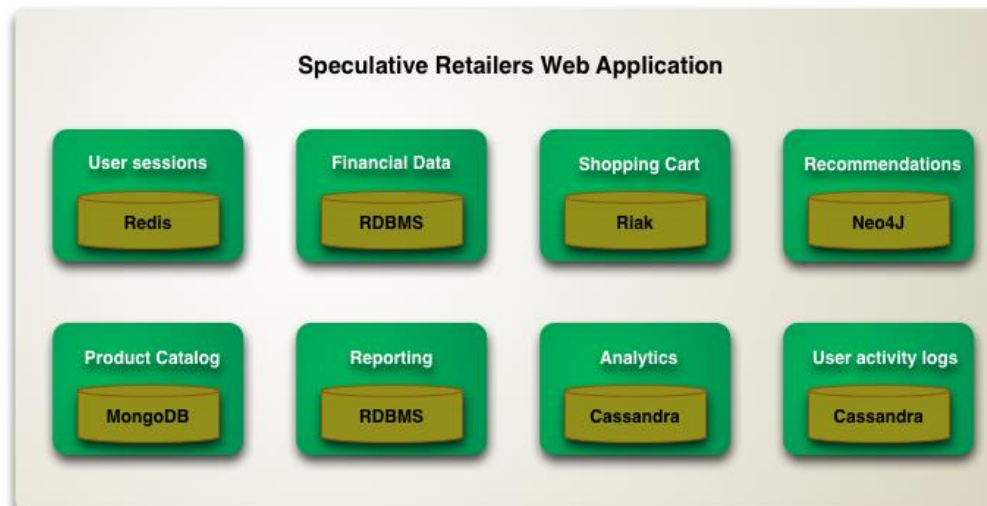 Speculative Retailers Web Application
User sessions
Redis
Financial Data
RDBMS
Shopping Cart
Riak
Recommendations
Neo4J
Product Catalog
MongoDB
Reporting
RDBMS
Analytics
Cassandra
User activity logs
Cassandra